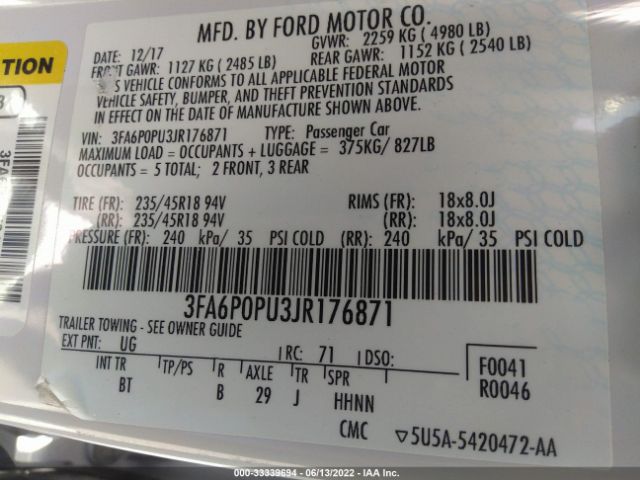 MFD. BY FORD MOTOR CO.
DATE: 12/17 GVWR: 2259 KG ( 4980 LB)
FRONT GAWR: 1127 KG ( 2485 LB) REAR GAWR: 1152 KG ( 2540 LB)
VEHICLE CONFORMS TO ALL APPLICABLE FEDERAL MOTOR
VEHICLE SAFETY, BUMPER, AND THEFT PREVENTION STANDARDS
IN EFFECT ON THE DATE OF MANUFACTURE SHOWN ABOVE.
VIN: 3FA6P0PU3JR176871 TYPE: Passenger Car
MAXIMUM LOAD = OCCUPANTS + LUGGAGE = 375KG/ 827LB
OCCUPANTS = 5 TOTAL; 2 FRONT, 3 REAR
TIRE (FR): 235/45R18 94V RIMS (FR): 18x8.0J
(RR): 235/45R18 94V (RR): 18x8.0J
PRESSURE (FR): 240 kPa/ 35 PSI COLD (RR): 240 kPa/ 35 PSI COLD
3FA6P0PU3JR176871
TRAILER TOWING - SEE OWNER GUIDE
EXT PNT: UG RC: 71 DSO:
INT TR TP/PS R AXLE TR SPR F0041
BT B 29 J HHNN R0046
CMC ▽5U5A-5420472-AA
000-33339694 - 06/13/2022 - IAA Inc.